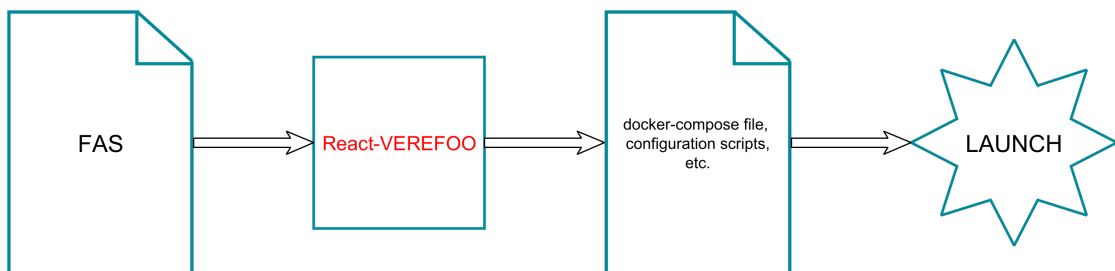 FAS
React-VEREFOO
docker-compose file,
configuration scripts,
etc.
LAUNCH